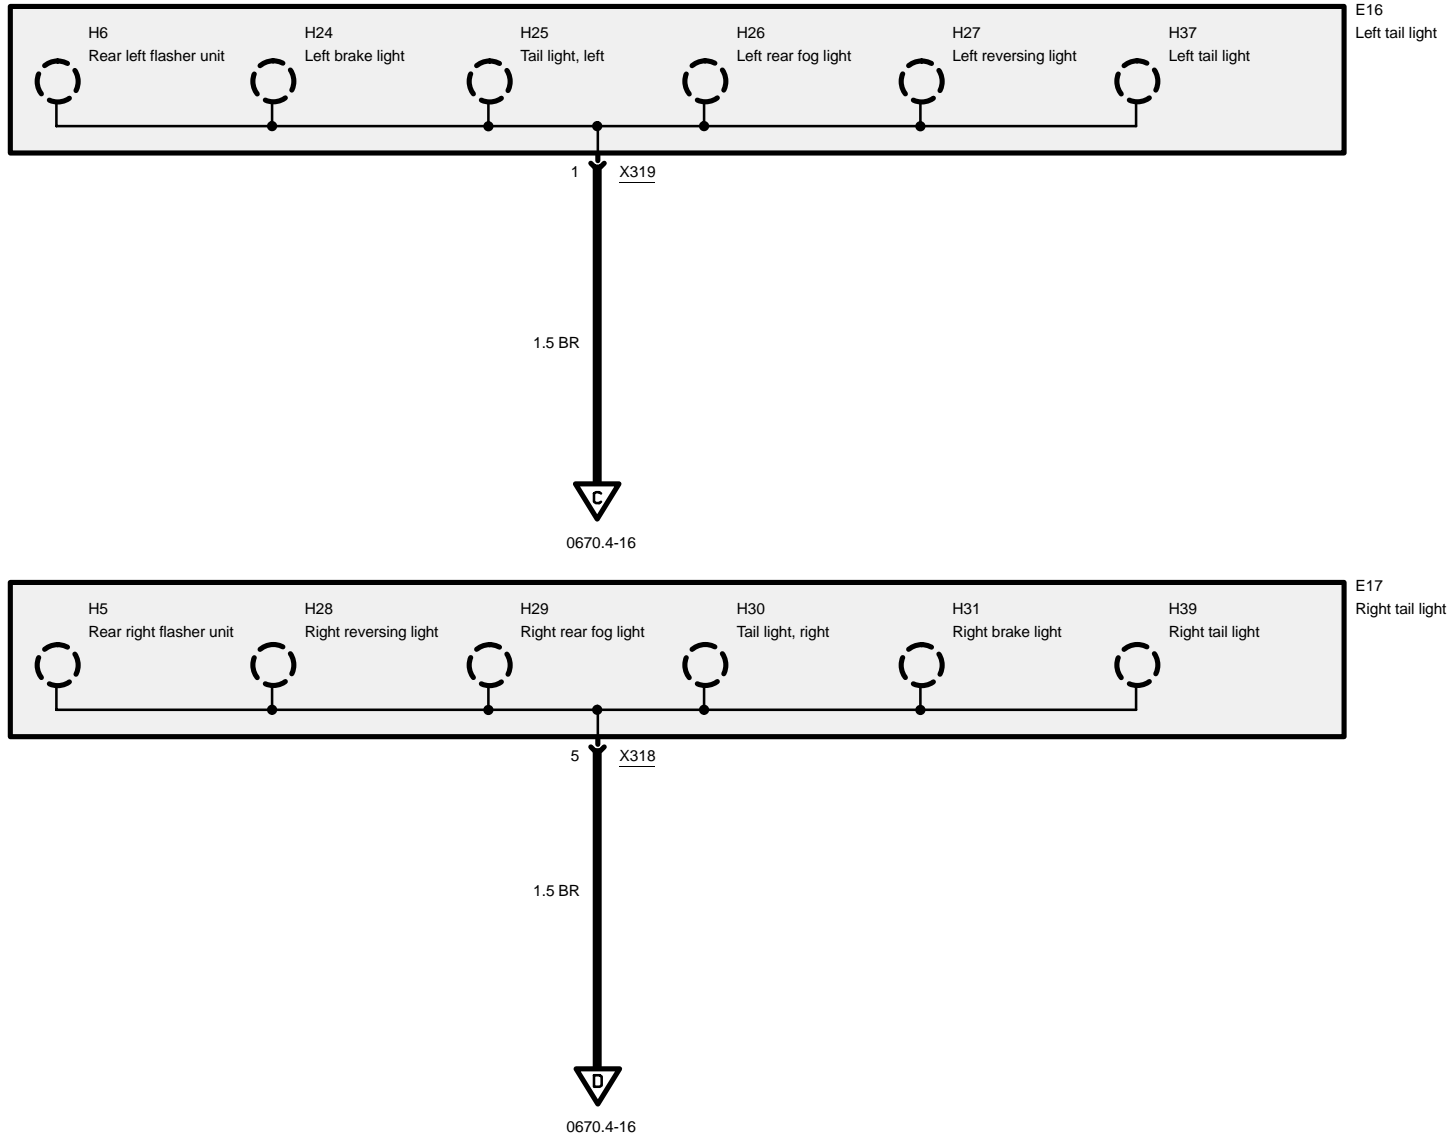 E16
Left tail light
H6
Rear left flasher unit
H24
Left brake light
H25
Tail light, left
H26
Left rear fog light
H27
Left reversing light
H37
Left tail light
1
X319
1.5 BR
C
0670.4-16
E17
Right tail light
H5
Rear right flasher unit
H28
Right reversing light
H29
Right rear fog light
H30
Tail light, right
H31
Right brake light
H39
Right tail light
5
X318
1.5 BR
D
0670.4-16